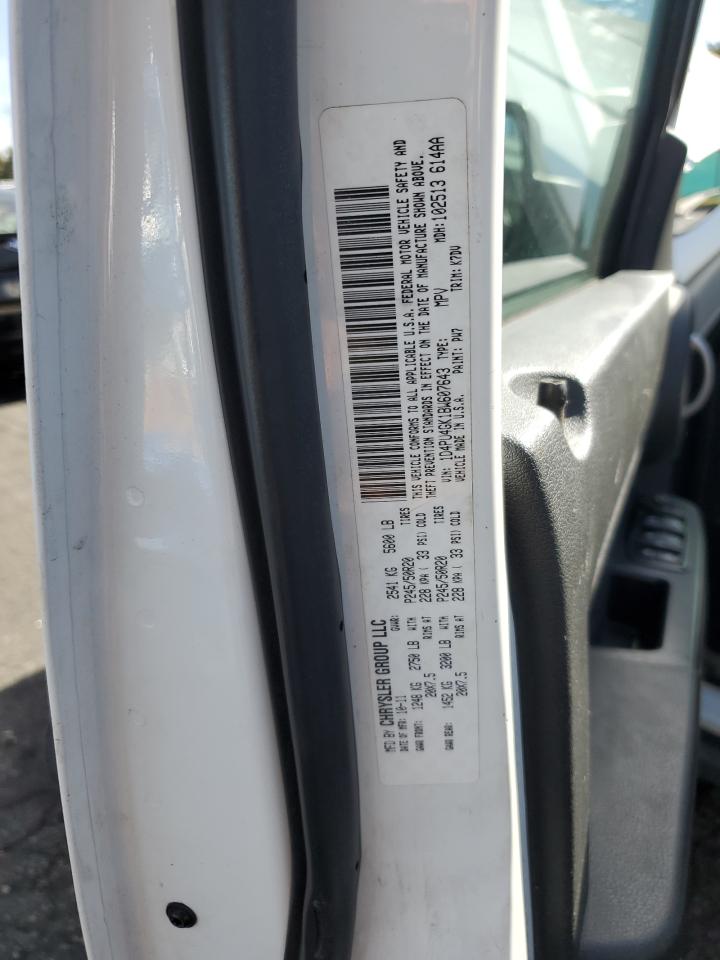 MFD BY CHRYSLER GROUP LLC
DATE OF MFR: 10-11 GVWR: 2541 KG 5600 LB
GAWR FRONT: 1248 KG 2750 LB WITH P245/50R20 TIRES
20X7.5 RIMS AT 228 KPA ( 33 PSI) COLD
GAWR REAR: 1452 KG 3200 LB WITH P245/50R20 TIRES
20X7.5 RIMS AT 228 KPA ( 33 PSI) COLD
THIS VEHICLE CONFORMS TO ALL APPLICABLE U.S.A. FEDERAL MOTOR VEHICLE SAFETY AND
THEFT PREVENTION STANDARDS IN EFFECT ON THE DATE OF MANUFACTURE SHOWN ABOVE.
VIN: 1D4PU4GK1BW607643 TYPE: MPV MDH:102513 614AA
VEHICLE MADE IN U.S.A. PAINT: PW7 TRIM: K7DV